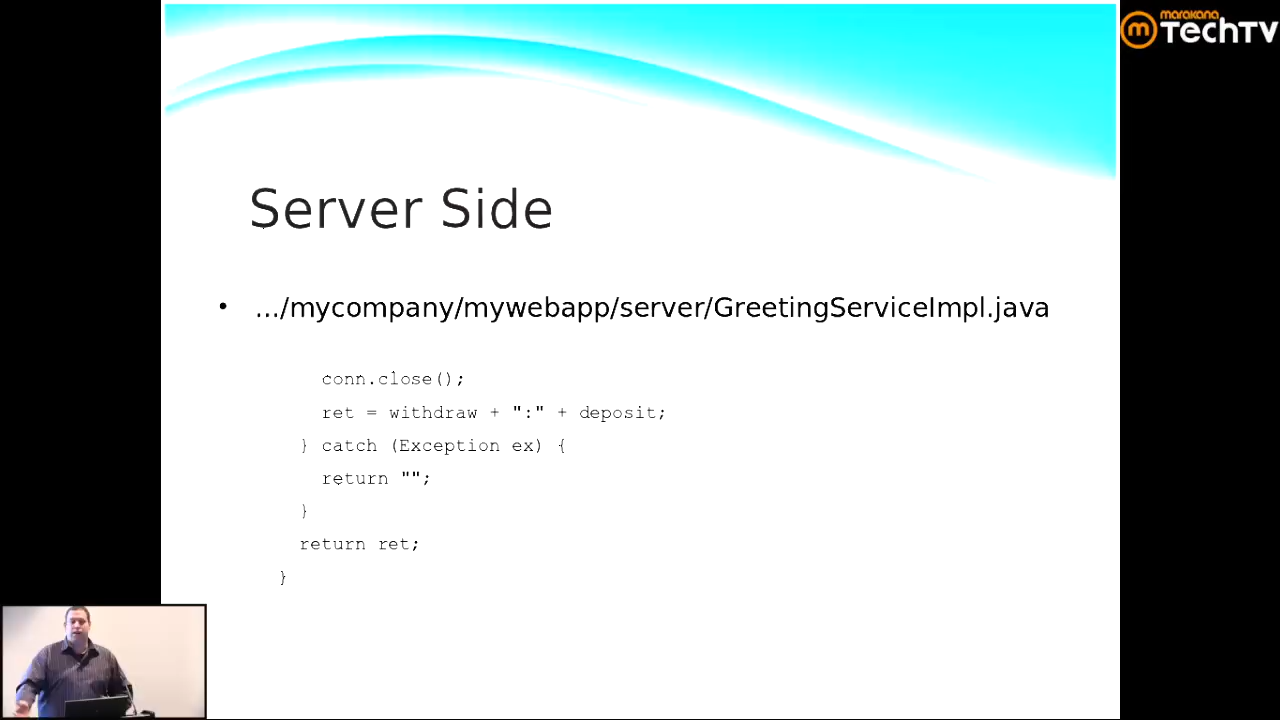 marakana
TechTV
Server Side
• .../mycompany/mywebapp/server/GreetingServiceImpl.java
conn.close();
ret = withdraw + ":" + deposit;
} catch (Exception ex) {
return "";
}
return ret;
}